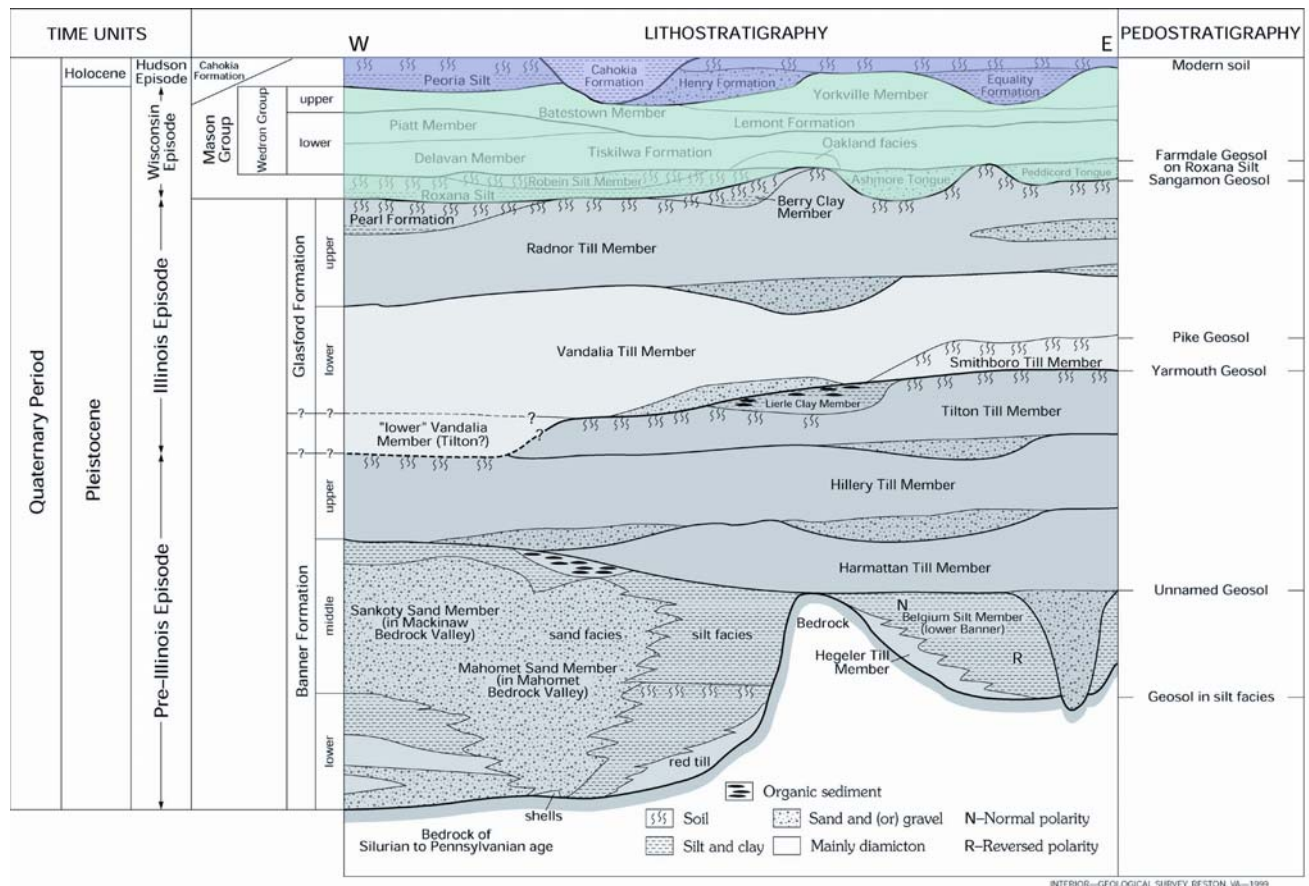 TIME UNITS
LITHOSTRATIGRAPHY
PEDOSTRATIGRAPHY
W
E
Holocene
Hudson
Episode
Cahokia
Formation
Peoria Silt
Cahokia
Formation
Henry Formation
Equality
Formation
Modern soil
Quaternary Period
Pleistocene
Wisconsin
Episode
Mason
Group
Wedron Group
upper
lower
Yorkville Member
Batestown Member
Piatt Member
Lemont Formation
Oakland facies
Tiskilwa Formation
Delavan Member
Robein Silt Member
Ashmore Tongue
Peddicord Tongue
Roxana Silt
Farmdale Geosol
on Roxana Silt
Sangamon Geosol
Illinois Episode
Glasford Formation
upper
lower
Pearl Formation
Berry Clay
Member
Radnor Till Member
Vandalia Till Member
Smithboro Till Member
Pike Geosol
Yarmouth Geosol
Lierle Clay Member
Tilton Till Member
"lower" Vandalia
Member (Tilton?)
?
?
?
?
?
?
Pre–Illinois Episode
Banner Formation
upper
middle
lower
Hillery Till Member
Harmattan Till Member
Unnamed Geosol
Sankoty Sand Member
(in Mackinaw
Bedrock Valley)
sand facies
silt facies
Mahomet Sand Member
(in Mahomet
Bedrock Valley)
Bedrock
N
Belgium Silt Member
(lower Banner)
Hegeler Till
Member
R
Geosol in silt facies
red till
shells
Bedrock of
Silurian to Pennsylvanian age
Organic sediment
Soil
Sand and (or) gravel
N–Normal polarity
Silt and clay
Mainly diamicton
R–Reversed polarity
INTERIOR—GEOLOGICAL SURVEY, RESTON, VA—1999